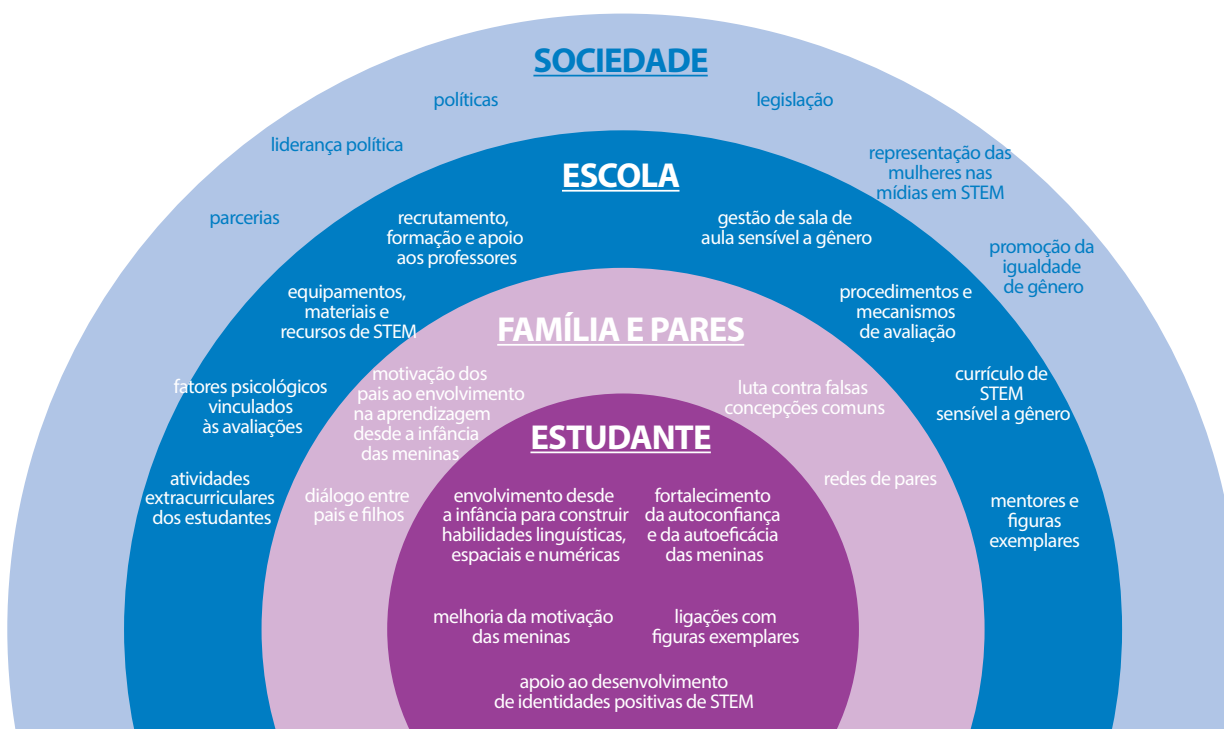 SOCIEDADE
políticas
legislação
liderança política
representação das
mulheres nas
mídias em STEM
parcerias
promoção da
igualdade
de gênero
ESCOLA
recrutamento,
formação e apoio
aos professores
gestão de sala de
aula sensível a gênero
equipamentos,
materiais e
recursos de STEM
procedimentos e
mecanismos
de avaliação
fatores psicológicos
vinculados
às avaliações
currículo de
STEM
sensível a gênero
atividades
extracurriculares
dos estudantes
mentores e
figuras
exemplares
FAMÍLIA E PARES
motivação dos
pais ao envolvimento
na aprendizagem
desde a infância
das meninas
luta contra falsas
concepções comuns
diálogo entre
pais e filhos
redes de pares
ESTUDANTE
envolvimento desde
a infância para construir
habilidades linguísticas,
espaciais e numéricas
fortalecimento
da autoconfiança
e da autoeficácia
das meninas
melhoria da motivação
das meninas
ligações com
figuras exemplares
apoio ao desenvolvimento
de identidades positivas de STEM